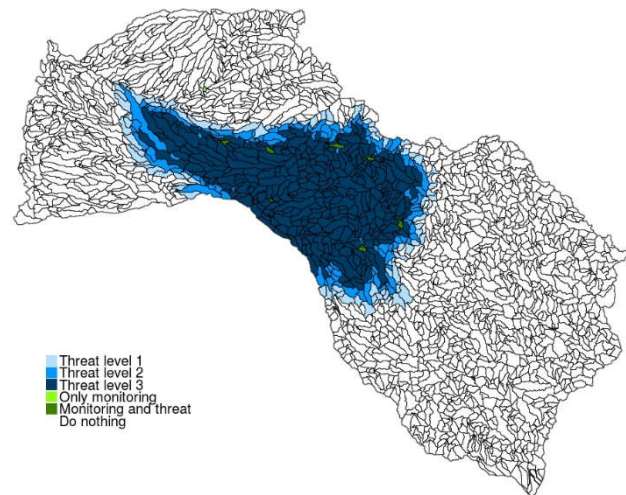 Threat level 1
Threat level 2
Threat level 3
Only monitoring
Monitoring and threat
Do nothing